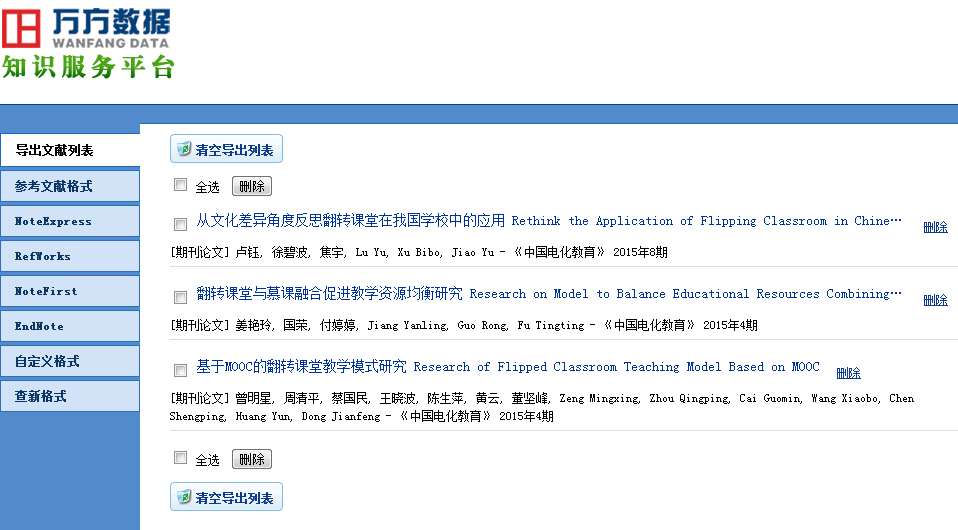 万方数据
WANFANG DATA
知识服务平台
导出文献列表
参考文献格式
NoteExpress
RefWorks
NoteFirst
EndNote
自定义格式
查新格式
清空导出列表
全选 删除
从文化差异角度反思翻转课堂在我国学校中的应用 Rethink the Application of Flipping Classroom in Chine… 删除
[期刊论文] 卢钰, 徐碧波, 焦宇, Lu Yu, Xu Bibo, Jiao Yu - 《中国电化教育》 2015年8期
翻转课堂与慕课融合促进教学资源均衡研究 Research on Model to Balance Educational Resources Combining… 删除
[期刊论文] 姜艳玲, 国荣, 付婷婷, Jiang Yanling, Guo Rong, Fu Tingting - 《中国电化教育》 2015年4期
基于MOOC的翻转课堂教学模式研究 Research of Flipped Classroom Teaching Model Based on MOOC 删除
[期刊论文] 曾明星, 周清平, 蔡国民, 王晓波, 陈生萍, 黄云, 董坚峰, Zeng Mingxing, Zhou Qingping, Cai Guomin, Wang Xiaobo, Chen
Shengping, Huang Yun, Dong Jianfeng - 《中国电化教育》 2015年4期
全选 删除
清空导出列表